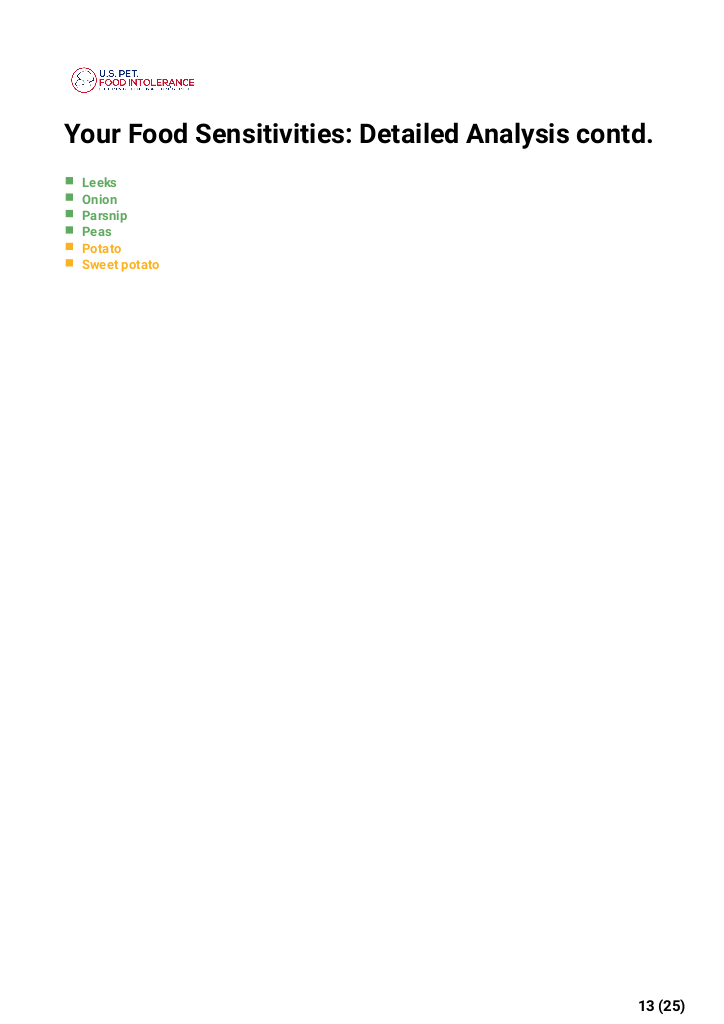 U.S. PET.
FOOD INTOLERANCE
Your Food Sensitivities: Detailed Analysis contd.
Leeks
Onion
Parsnip
Peas
Potato
Sweet potato
13 (25)